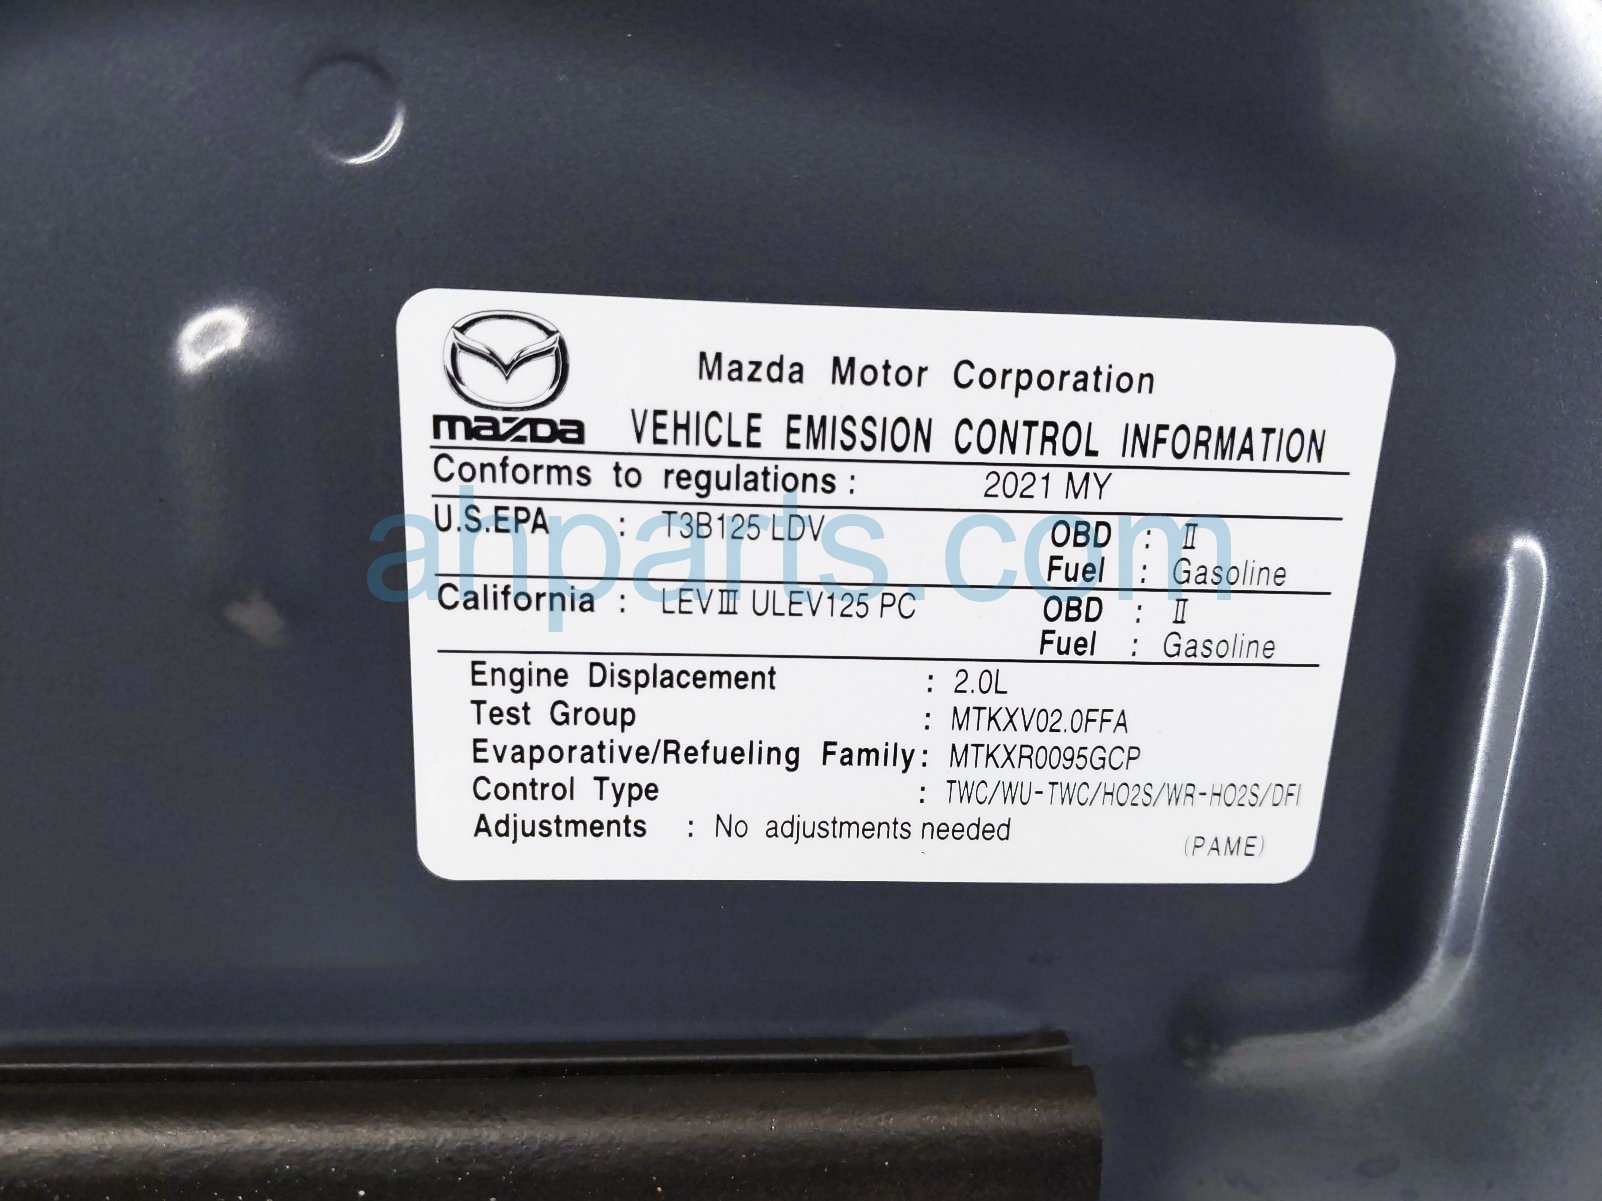 Mazda Motor Corporation
mazda VEHICLE EMISSION CONTROL INFORMATION
Conforms to regulations : 2021 MY
U.S.EPA : T3B125 LDV OBD : Ⅱ
Fuel : Gasoline
California : LEVⅢ ULEV125 PC OBD : Ⅱ
Fuel : Gasoline
Engine Displacement : 2.0L
Test Group : MTKXV02.0FFA
Evaporative/Refueling Family : MTKXR0095GCP
Control Type : TWC/WU-TWC/HO2S/WR-HO2S/DFI
Adjustments : No adjustments needed
(PAME)
ahparts.com